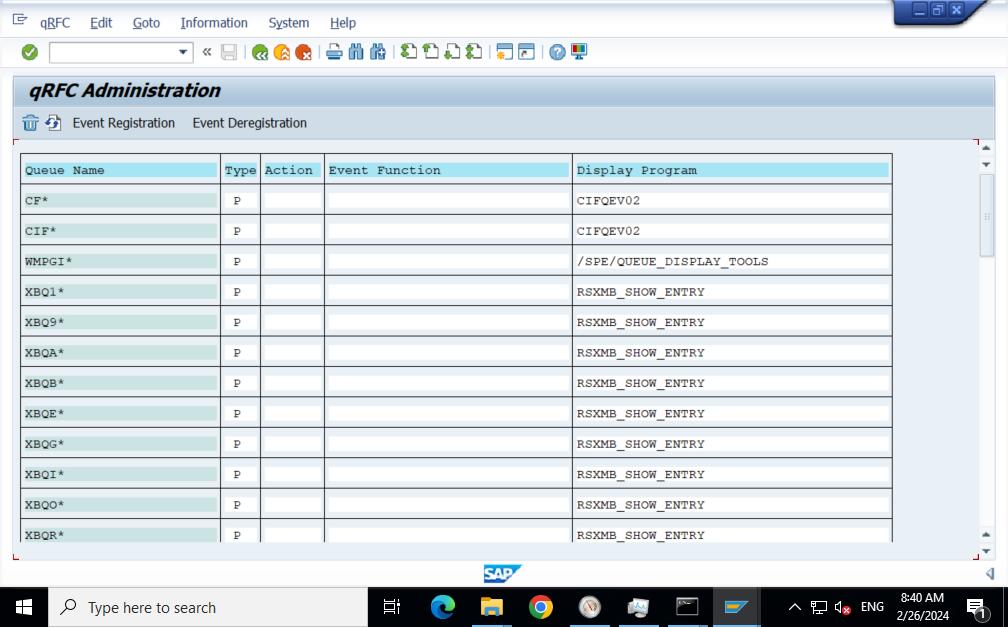 qRFC Edit Goto Information System Help
qRFC Administration
Event Registration Event Deregistration
Queue Name Type Action Event Function Display Program
CF* P CIFQEV02
CIF* P CIFQEV02
WMPGI* P /SPE/QUEUE_DISPLAY_TOOLS
XBQ1* P RSXMB_SHOW_ENTRY
XBQ9* P RSXMB_SHOW_ENTRY
XBQA* P RSXMB_SHOW_ENTRY
XBQB* P RSXMB_SHOW_ENTRY
XBQE* P RSXMB_SHOW_ENTRY
XBQG* P RSXMB_SHOW_ENTRY
XBQI* P RSXMB_SHOW_ENTRY
XBQO* P RSXMB_SHOW_ENTRY
XBQR* P RSXMB_SHOW_ENTRY
SAP
Type here to search
ENG
8:40 AM
2/26/2024
1